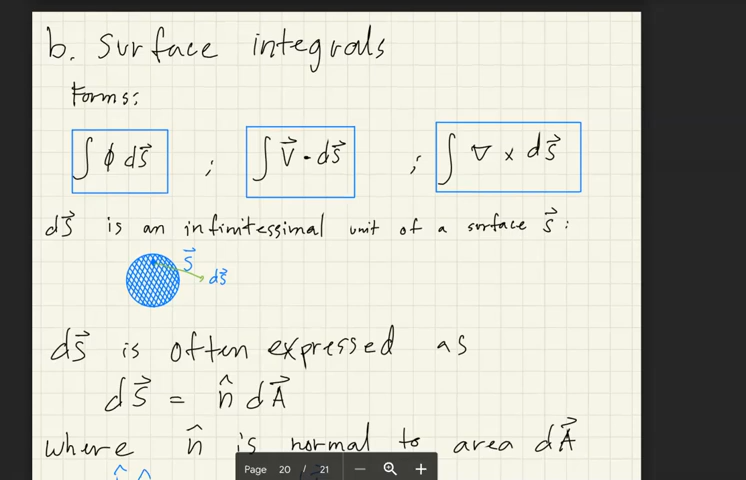 b. Surface integrals
Forms:
∫ φ dS⃗ ; ∫ V⃗ · dS⃗ ; ∫ ∇ × dS⃗
dS⃗ is an infinitessimal unit of a surface S⃗ :
S⃗
dS⃗
dS⃗ is often expressed as
dS⃗ = n̂ dA⃗
where n̂ is normal to area dA⃗
Page 20 / 21